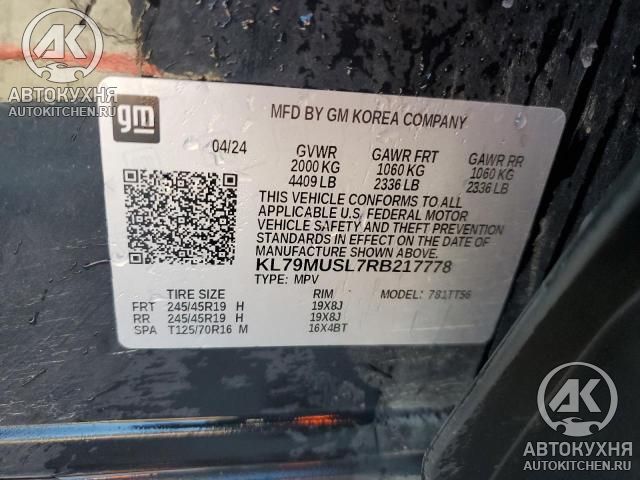 AK
АВТОКУХНЯ
AUTOKITCHEN.RU
gm
MFD BY GM KOREA COMPANY
04/24 GVWR GAWR FRT GAWR RR
2000 KG 1060 KG 1060 KG
4409 LB 2336 LB 2336 LB
THIS VEHICLE CONFORMS TO ALL
APPLICABLE U.S. FEDERAL MOTOR
VEHICLE SAFETY AND THEFT PREVENTION
STANDARDS IN EFFECT ON THE DATE OF
MANUFACTURE SHOWN ABOVE.
KL79MUSL7RB217778
TYPE: MPV MODEL: 781TT56
TIRE SIZE RIM
FRT 245/45R19 H 19X8J
RR 245/45R19 H 19X8J
SPA T125/70R16 M 16X4BT
AK
АВТОКУХНЯ
AUTOKITCHEN.RU